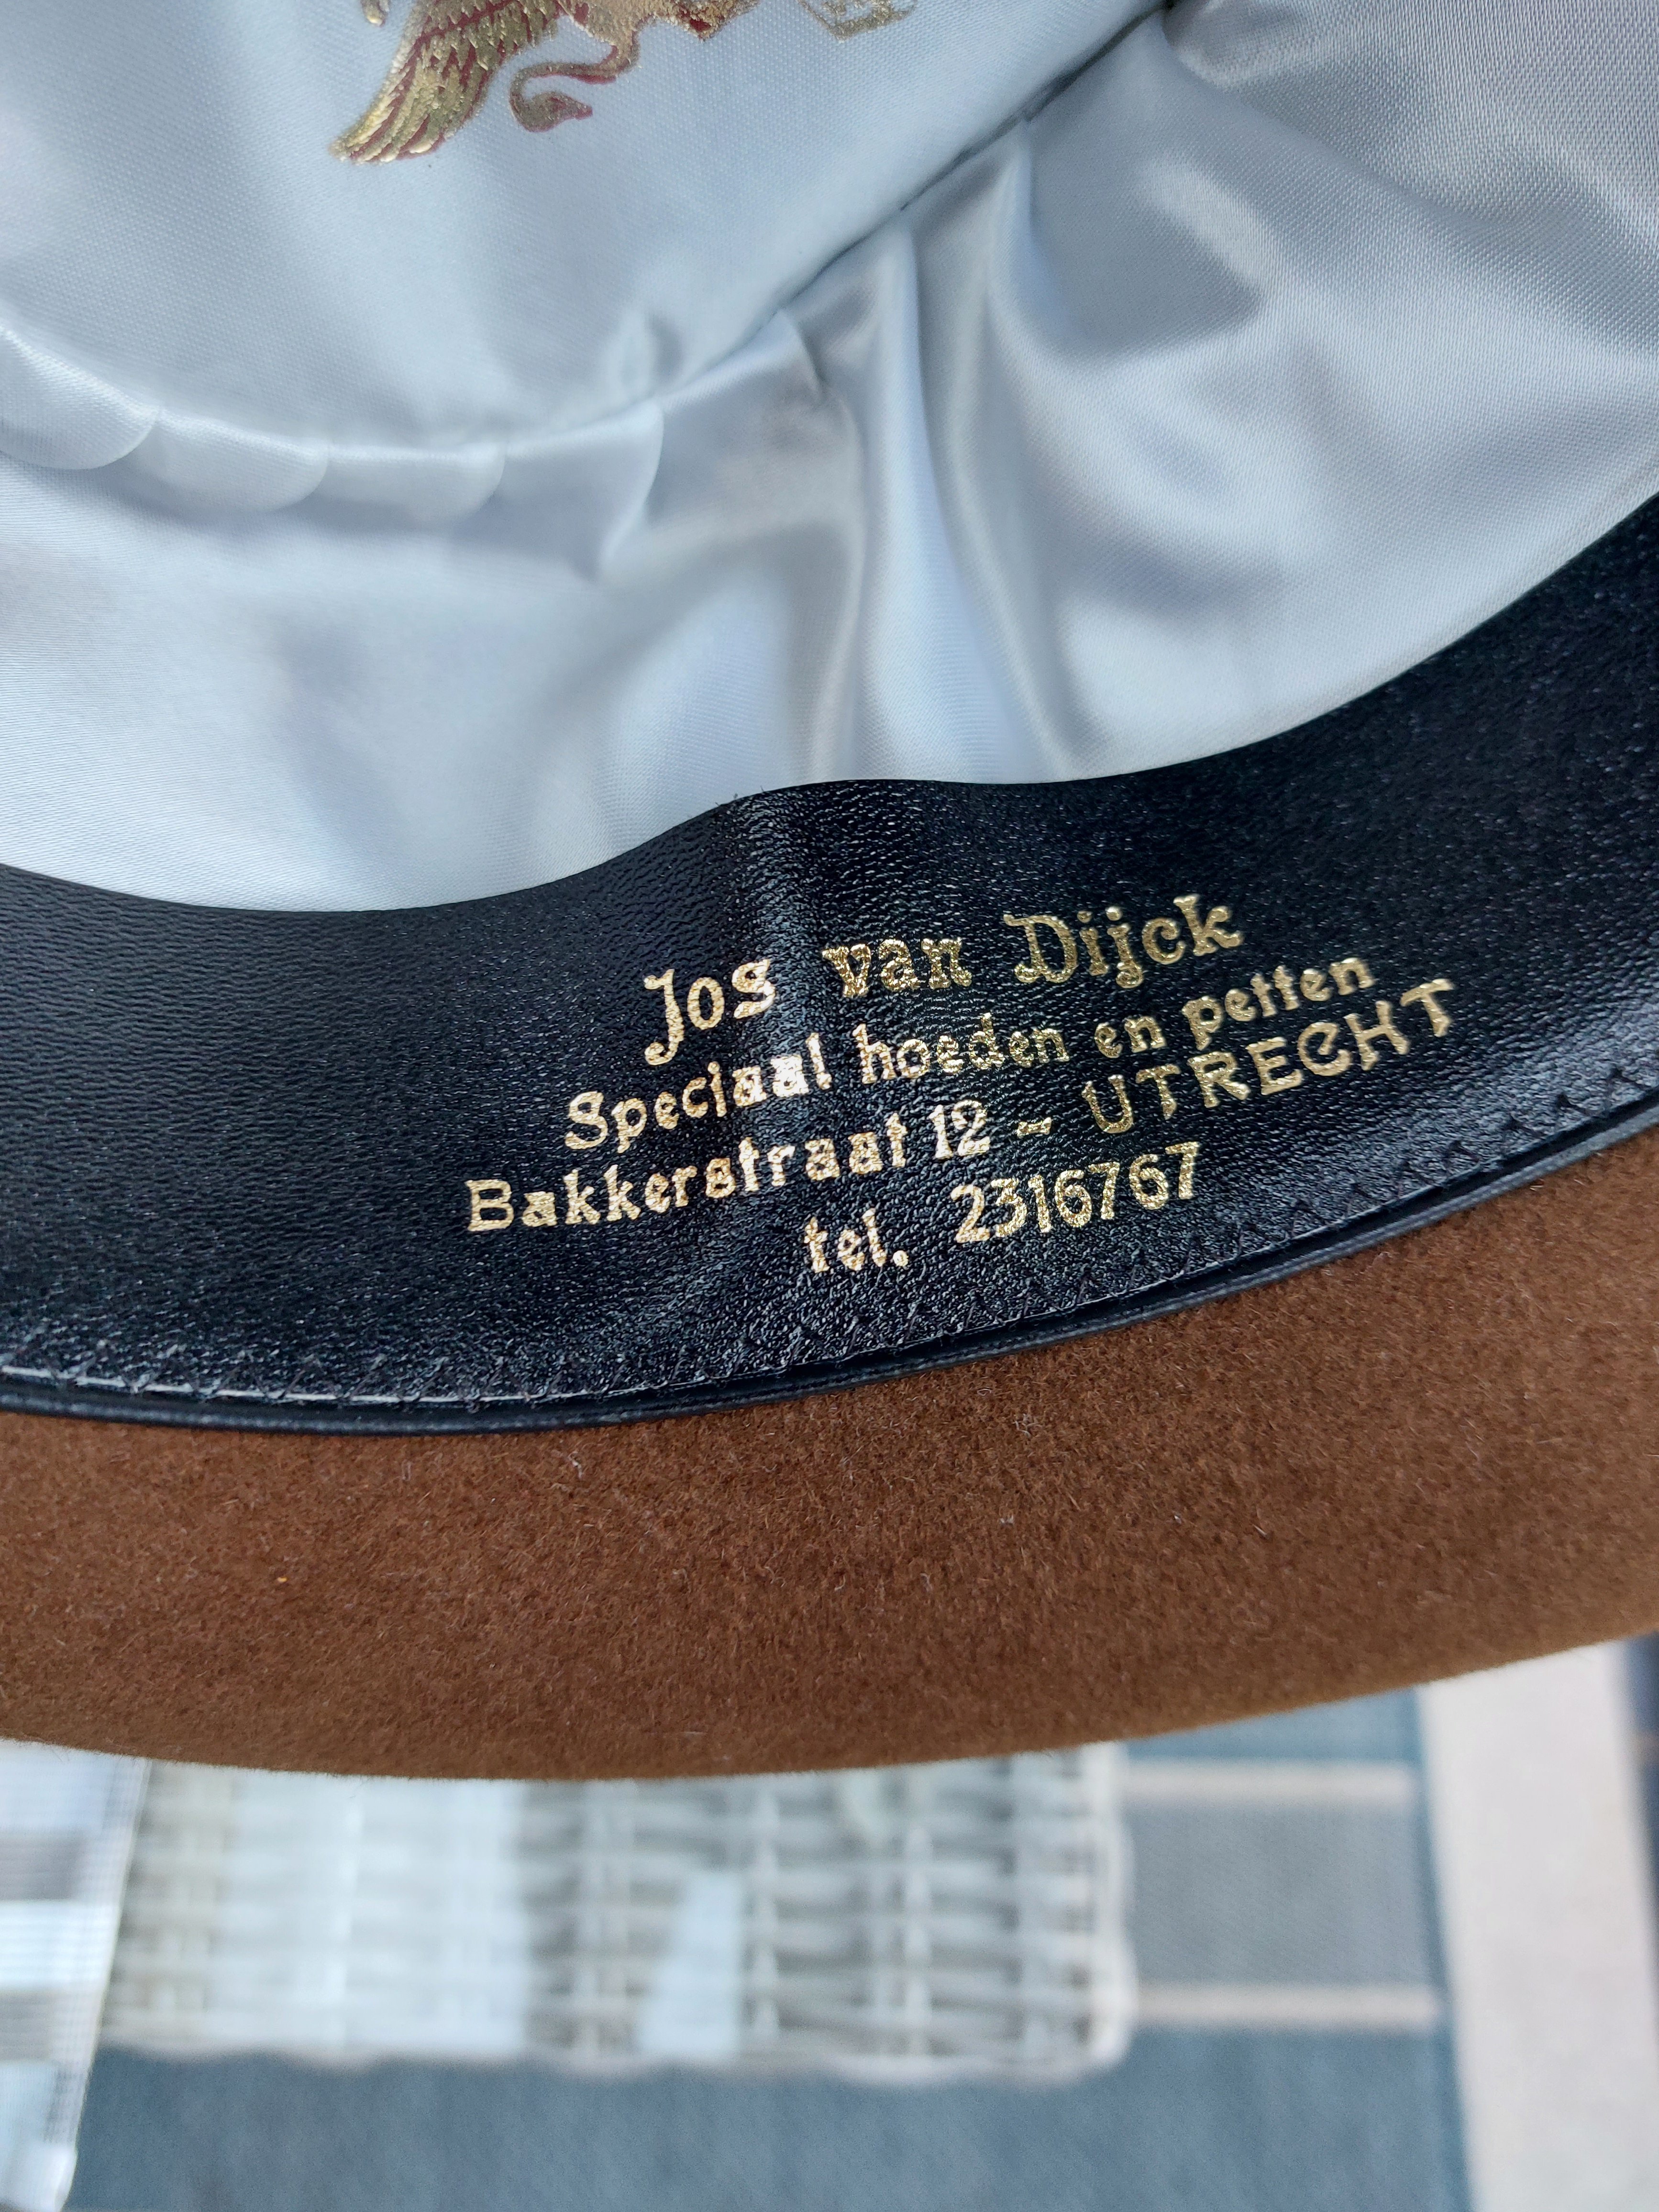 Jos van Dijck
Speciaal hoeden en petten
Bakkerstraat 12 - UTRECHT
tel. 2316767